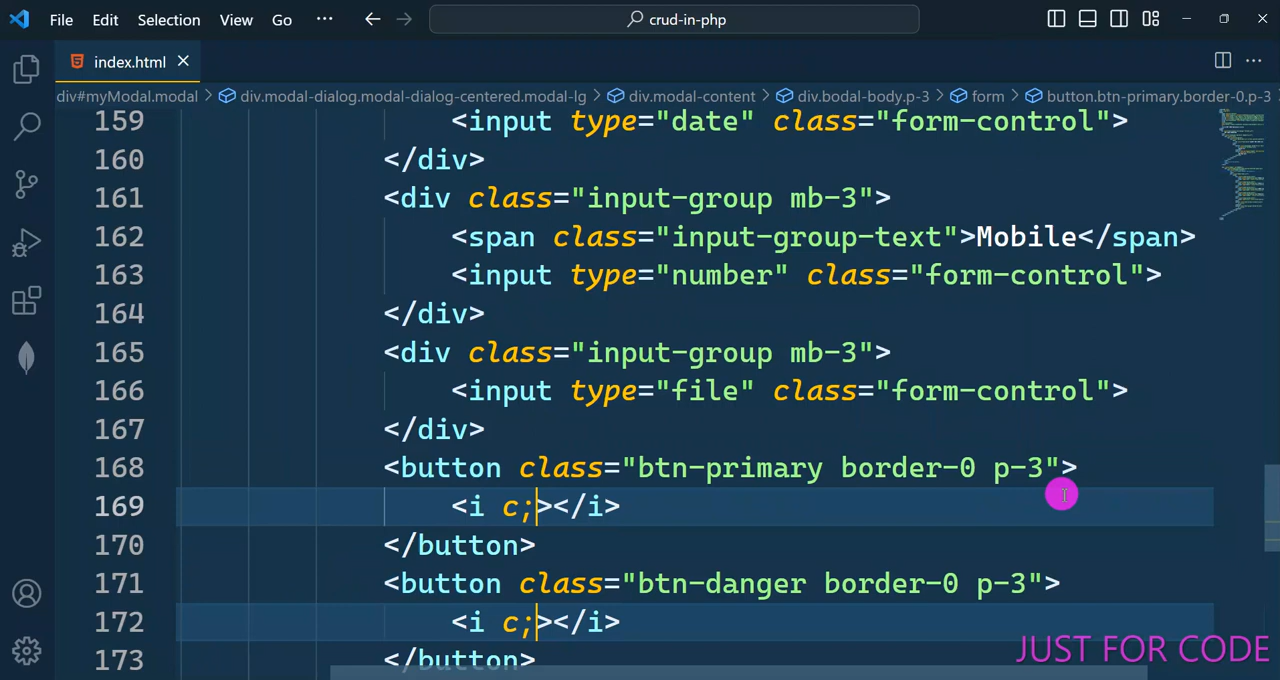 File Edit Selection View Go ··· crud-in-php
index.html
div#myModal.modal > div.modal-dialog.modal-dialog-centered.modal-lg > div.modal-content > div.bodal-body.p-3 > form > button.btn-primary.border-0.p-3
159 <input type="date" class="form-control">
160 </div>
161 <div class="input-group mb-3">
162 <span class="input-group-text">Mobile</span>
163 <input type="number" class="form-control">
164 </div>
165 <div class="input-group mb-3">
166 <input type="file" class="form-control">
167 </div>
168 <button class="btn-primary border-0 p-3">
169 <i c;></i>
170 </button>
171 <button class="btn-danger border-0 p-3">
172 <i c;></i>
173 </button>
JUST FOR CODE